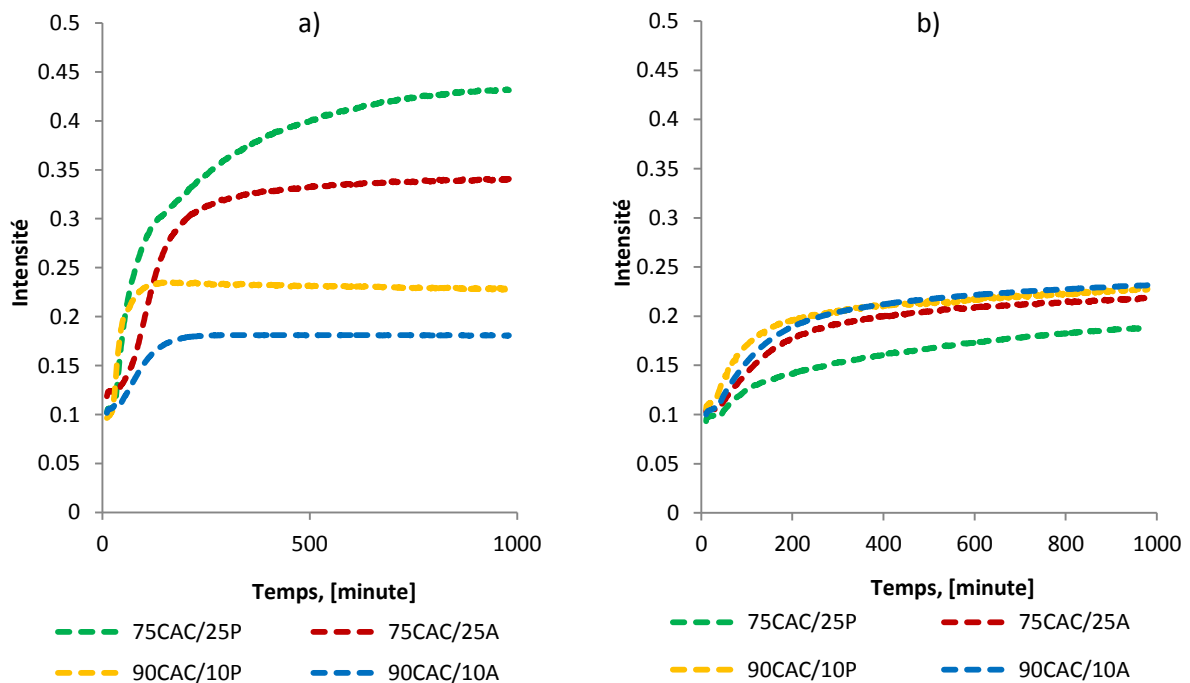 a)
Intensité
0.5
0.45
0.4
0.35
0.3
0.25
0.2
0.15
0.1
0.05
0
0 500 1000
Temps, [minute]
75CAC/25P 75CAC/25A
90CAC/10P 90CAC/10A
b)
Intensité
0.5
0.45
0.4
0.35
0.3
0.25
0.2
0.15
0.1
0.05
0
0 200 400 600 800 1000
Temps, [minute]
75CAC/25P 75CAC/25A
90CAC/10P 90CAC/10A